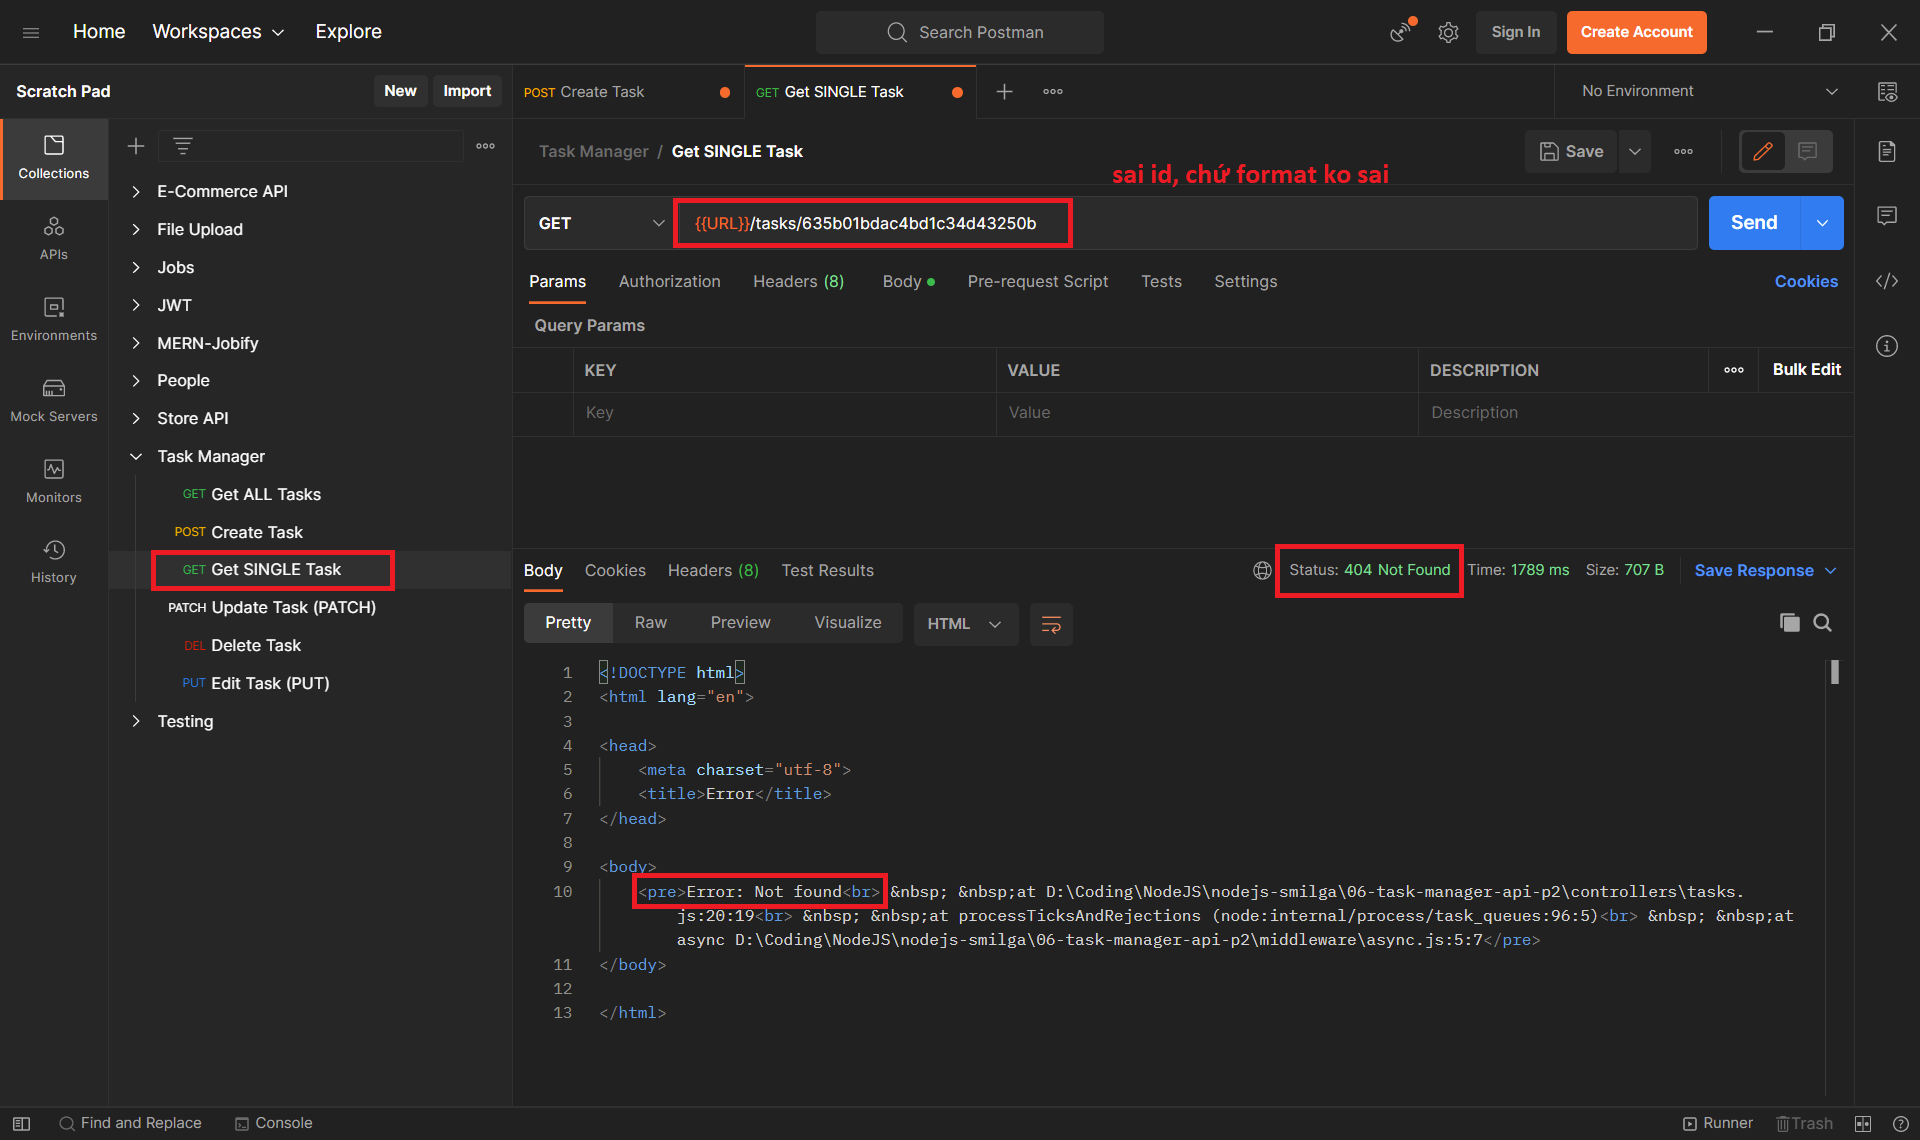 Home Workspaces Explore Search Postman Sign In Create Account
Scratch Pad New Import POST Create Task GET Get SINGLE Task No Environment
Collections
APIs
Environments
Mock Servers
Monitors
History
E-Commerce API
File Upload
Jobs
JWT
MERN-Jobify
People
Store API
Task Manager
GET Get ALL Tasks
POST Create Task
GET Get SINGLE Task
PATCH Update Task (PATCH)
DEL Delete Task
PUT Edit Task (PUT)
Testing
Task Manager / Get SINGLE Task Save
sai id, chứ format ko sai
GET {{URL}}/tasks/635b01bdac4bd1c34d43250b Send
Params Authorization Headers (8) Body Pre-request Script Tests Settings Cookies
Query Params
KEY VALUE DESCRIPTION Bulk Edit
Key Value Description
Body Cookies Headers (8) Test Results Status: 404 Not Found Time: 1789 ms Size: 707 B Save Response
Pretty Raw Preview Visualize HTML
1 <!DOCTYPE html>
2 <html lang="en">
3
4 <head>
5 <meta charset="utf-8">
6 <title>Error</title>
7 </head>
8
9 <body>
10 <pre>Error: Not found<br> &nbsp; &nbsp;at D:\Coding\NodeJS\nodejs-smilga\06-task-manager-api-p2\controllers\tasks.
js:20:19<br> &nbsp; &nbsp;at processTicksAndRejections (node:internal/process/task_queues:96:5)<br> &nbsp; &nbsp;at
async D:\Coding\NodeJS\nodejs-smilga\06-task-manager-api-p2\middleware\async.js:5:7</pre>
11 </body>
12
13 </html>
Find and Replace Console Runner Trash